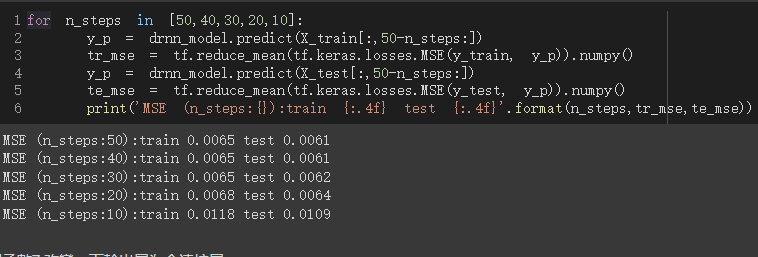 1 for n_steps in [50,40,30,20,10]:
2 y_p = drnn_model.predict(X_train[:,50-n_steps:])
3 tr_mse = tf.reduce_mean(tf.keras.losses.MSE(y_train, y_p)).numpy()
4 y_p = drnn_model.predict(X_test[:,50-n_steps:])
5 te_mse = tf.reduce_mean(tf.keras.losses.MSE(y_test, y_p)).numpy()
6 print('MSE (n_steps:{}):train {:.4f} test {:.4f}'.format(n_steps,tr_mse,te_mse))
MSE (n_steps:50):train 0.0065 test 0.0061
MSE (n_steps:40):train 0.0065 test 0.0061
MSE (n_steps:30):train 0.0065 test 0.0062
MSE (n_steps:20):train 0.0068 test 0.0064
MSE (n_steps:10):train 0.0118 test 0.0109